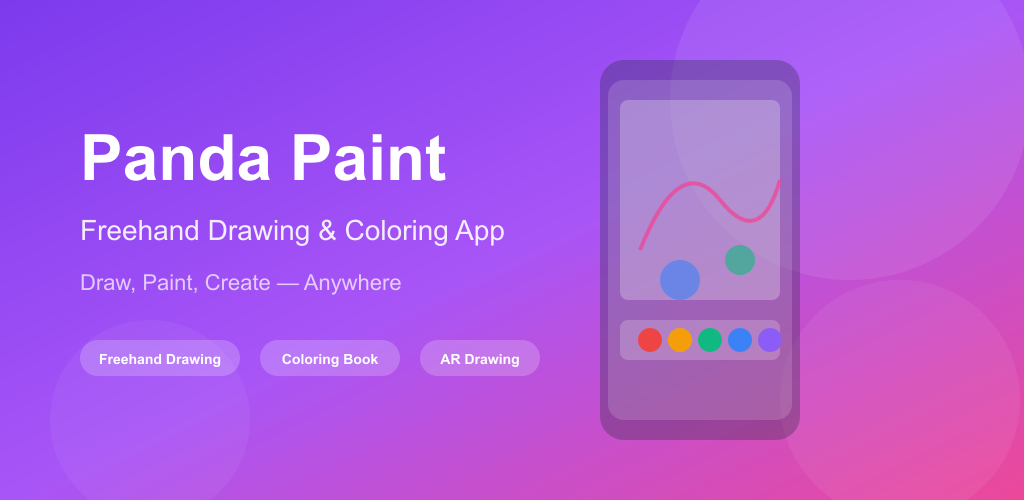 Panda Paint
Freehand Drawing & Coloring App
Draw, Paint, Create — Anywhere
Freehand Drawing
Coloring Book
AR Drawing